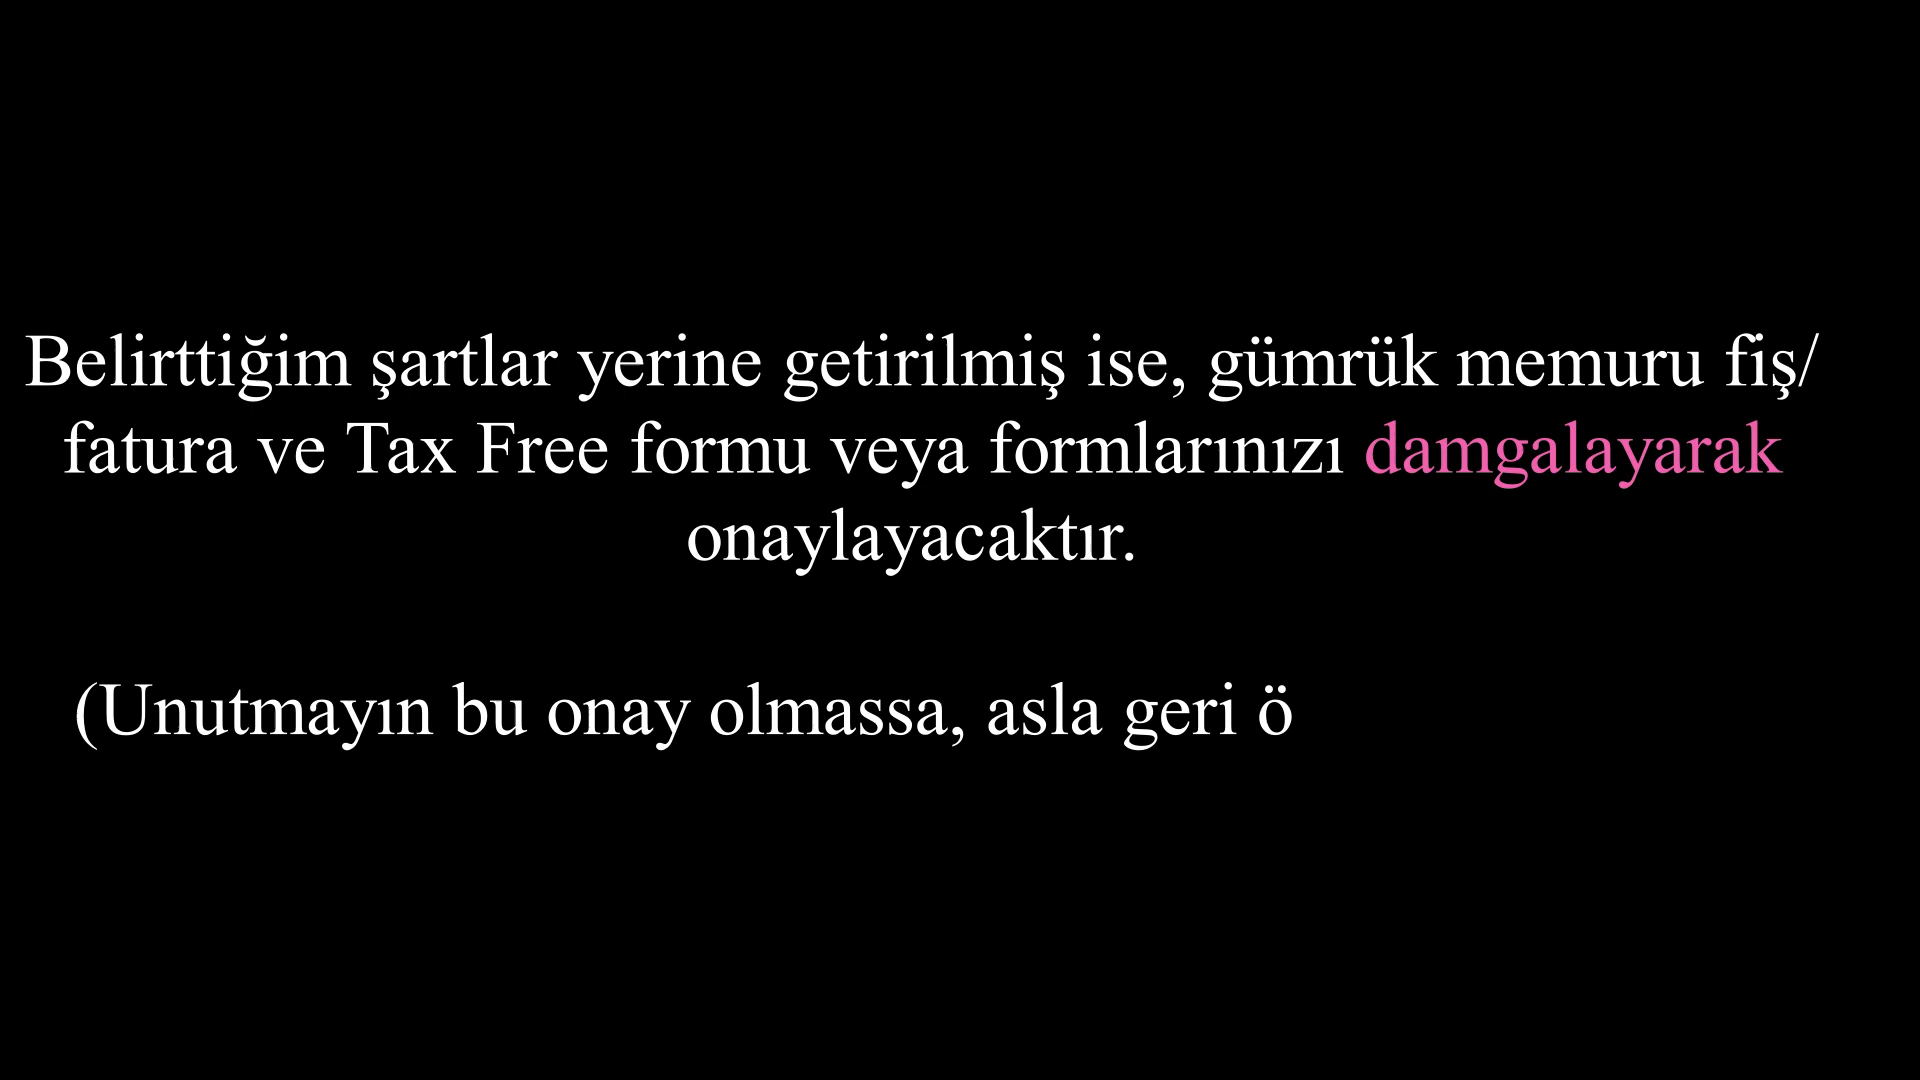 Belirttiğim şartlar yerine getirilmiş ise, gümrük memuru fiş/
fatura ve Tax Free formu veya formlarınızı damgalayarak
onaylayacaktır.
(Unutmayın bu onay olmassa, asla geri ö